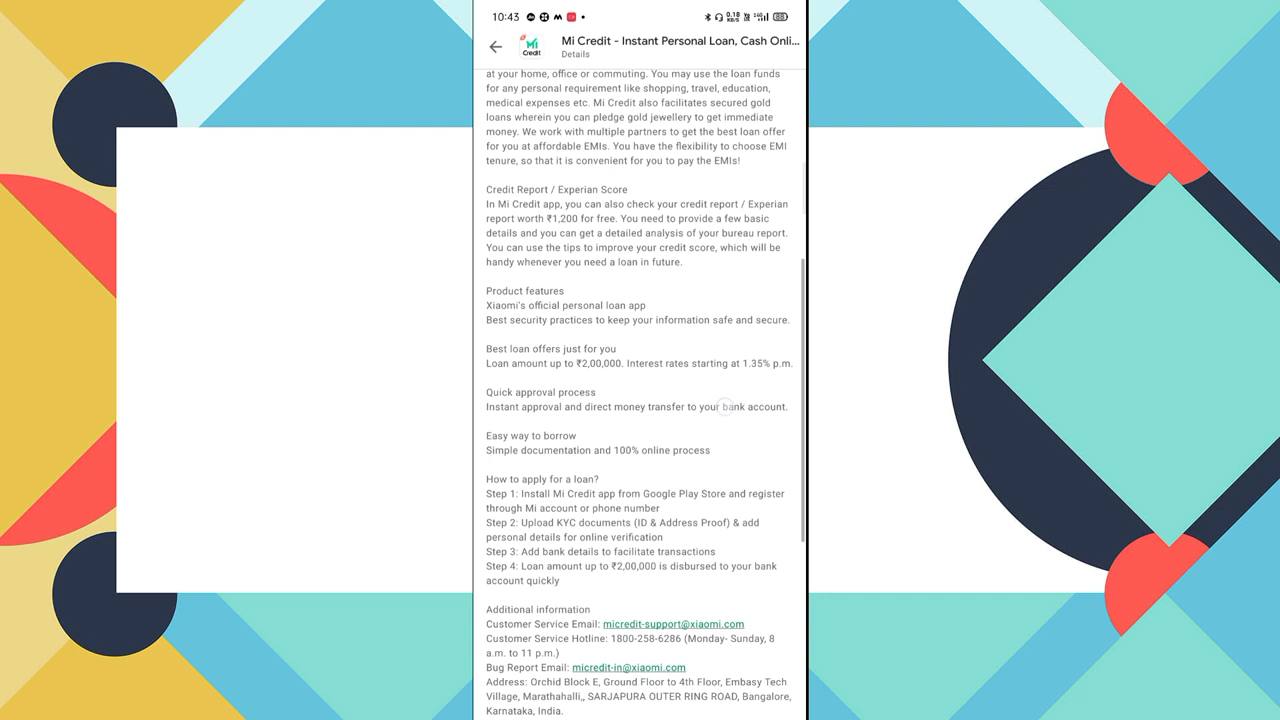 10:43
0.18 KB/S
Mi Credit
Mi Credit - Instant Personal Loan, Cash Onli...
Details
at your home, office or commuting. You may use the loan funds
for any personal requirement like shopping, travel, education,
medical expenses etc. Mi Credit also facilitates secured gold
loans wherein you can pledge gold jewellery to get immediate
money. We work with multiple partners to get the best loan offer
for you at affordable EMIs. You have the flexibility to choose EMI
tenure, so that it is convenient for you to pay the EMIs!
Credit Report / Experian Score
In Mi Credit app, you can also check your credit report / Experian
report worth ₹1,200 for free. You need to provide a few basic
details and you can get a detailed analysis of your bureau report.
You can use the tips to improve your credit score, which will be
handy whenever you need a loan in future.
Product features
Xiaomi's official personal loan app
Best security practices to keep your information safe and secure.
Best loan offers just for you
Loan amount up to ₹2,00,000. Interest rates starting at 1.35% p.m.
Quick approval process
Instant approval and direct money transfer to your bank account.
Easy way to borrow
Simple documentation and 100% online process
How to apply for a loan?
Step 1: Install Mi Credit app from Google Play Store and register
through Mi account or phone number
Step 2: Upload KYC documents (ID & Address Proof) & add
personal details for online verification
Step 3: Add bank details to facilitate transactions
Step 4: Loan amount up to ₹2,00,000 is disbursed to your bank
account quickly
Additional information
Customer Service Email: micredit-support@xiaomi.com
Customer Service Hotline: 1800-258-6286 (Monday- Sunday, 8
a.m. to 11 p.m.)
Bug Report Email: micredit-in@xiaomi.com
Address: Orchid Block E, Ground Floor to 4th Floor, Embasy Tech
Village, Marathahalli,, SARJAPURA OUTER RING ROAD, Bangalore,
Karnataka, India.